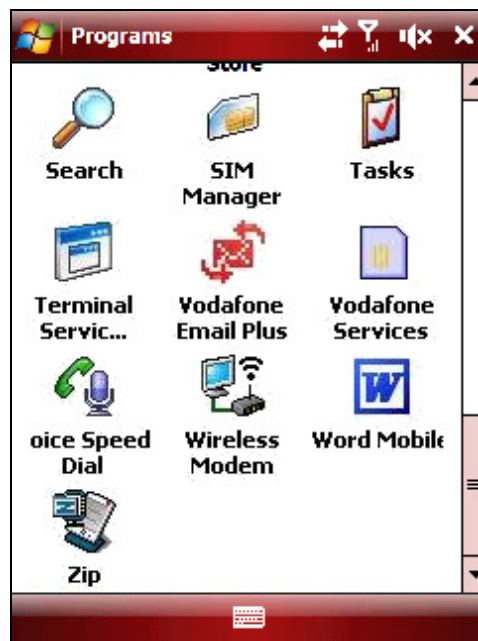 Programs
Store
Search
SIM
Manager
Tasks
Terminal
Servic...
Vodafone
Email Plus
Vodafone
Services
oice Speed
Dial
Wireless
Modem
Word Mobile
Zip